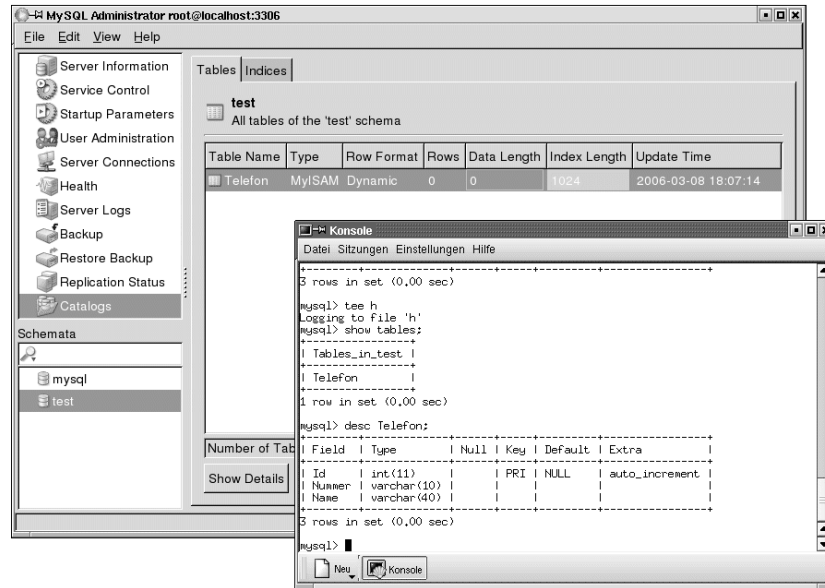 MySQL Administrator root@localhost:3306
File Edit View Help
Server Information
Service Control
Startup Parameters
User Administration
Server Connections
Health
Server Logs
Backup
Restore Backup
Replication Status
Catalogs
Schemata
mysql
test
Tables Indices
test
All tables of the 'test' schema
Table Name Type Row Format Rows Data Length Index Length Update Time
Telefon MyISAM Dynamic 0 0 1024 2006-03-08 18:07:14
Number of Tab
Show Details
Konsole
Datei Sitzungen Einstellungen Hilfe
+--------+-------------+------+-----+---------+----------------+
3 rows in set (0.00 sec)
mysql> tee h
Logging to file 'h'
mysql> show tables;
+----------------+
| Tables_in_test |
+----------------+
| Telefon        |
+----------------+
1 row in set (0.00 sec)
mysql> desc Telefon;
+--------+-------------+------+-----+---------+----------------+
| Field  | Type        | Null | Key | Default | Extra          |
+--------+-------------+------+-----+---------+----------------+
| Id     | int(11)     |      | PRI | NULL    | auto_increment |
| Nummer | varchar(10) |      |     |         |                |
| Name   | varchar(40) |      |     |         |                |
+--------+-------------+------+-----+---------+----------------+
3 rows in set (0.00 sec)
mysql>
Neu Konsole